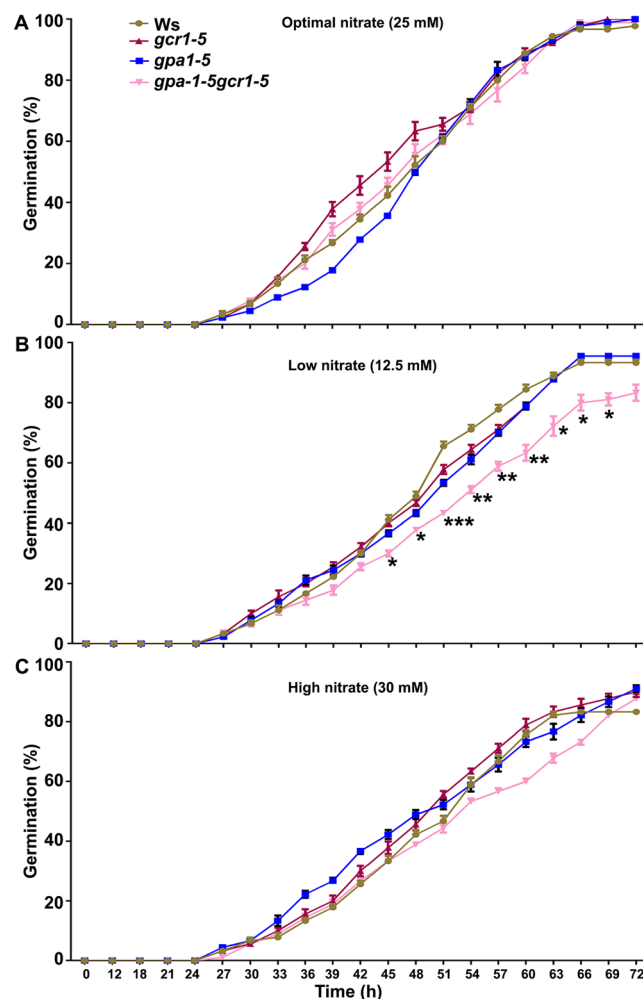 A
Optimal nitrate (25 mM)
Ws
gcr1-5
gpa1-5
gpa-1-5gcr1-5
Germination (%)
100
80
60
40
20
0
B
Low nitrate (12.5 mM)
Germination (%)
100
80
60
40
20
0
*
*
***
**
**
**
*
*
*
C
High nitrate (30 mM)
Germination (%)
100
80
60
40
20
0
0 12 18 21 24 27 30 33 36 39 42 45 48 51 54 57 60 63 66 69 72
Time (h)